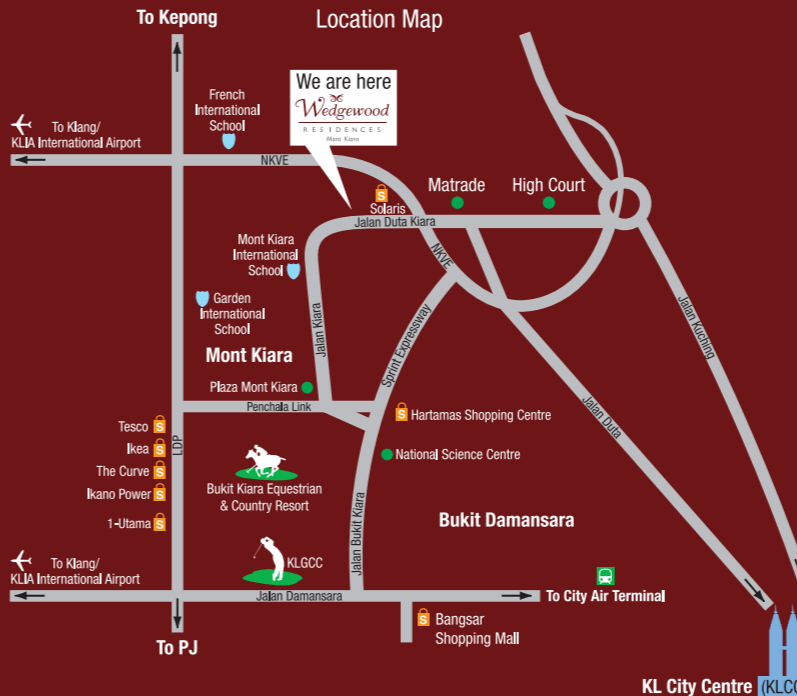 To Kepong
Location Map
We are here
Wedgewood
RESIDENCES
Mont Kiara
French
International
School
To Klang/
KLIA International Airport
NKVE
S
Solaris
Matrade
High Court
Jalan Duta Kiara
Mont Kiara
International
School
NKVE
Garden
International
School
Jalan Kiara
Sprint Expressway
Jalan Kuching
Mont Kiara
Plaza Mont Kiara
Penchala Link
S
Hartamas Shopping Centre
Jalan Duta
Tesco S
Ikea S
The Curve S
Ikano Power S
1-Utama S
LDP
National Science Centre
Bukit Kiara Equestrian
& Country Resort
Jalan Bukit Kiara
Bukit Damansara
To Klang/
KLIA International Airport
KLGCC
Jalan Damansara
To City Air Terminal
To PJ
S
Bangsar
Shopping Mall
KL City Centre (KLCC